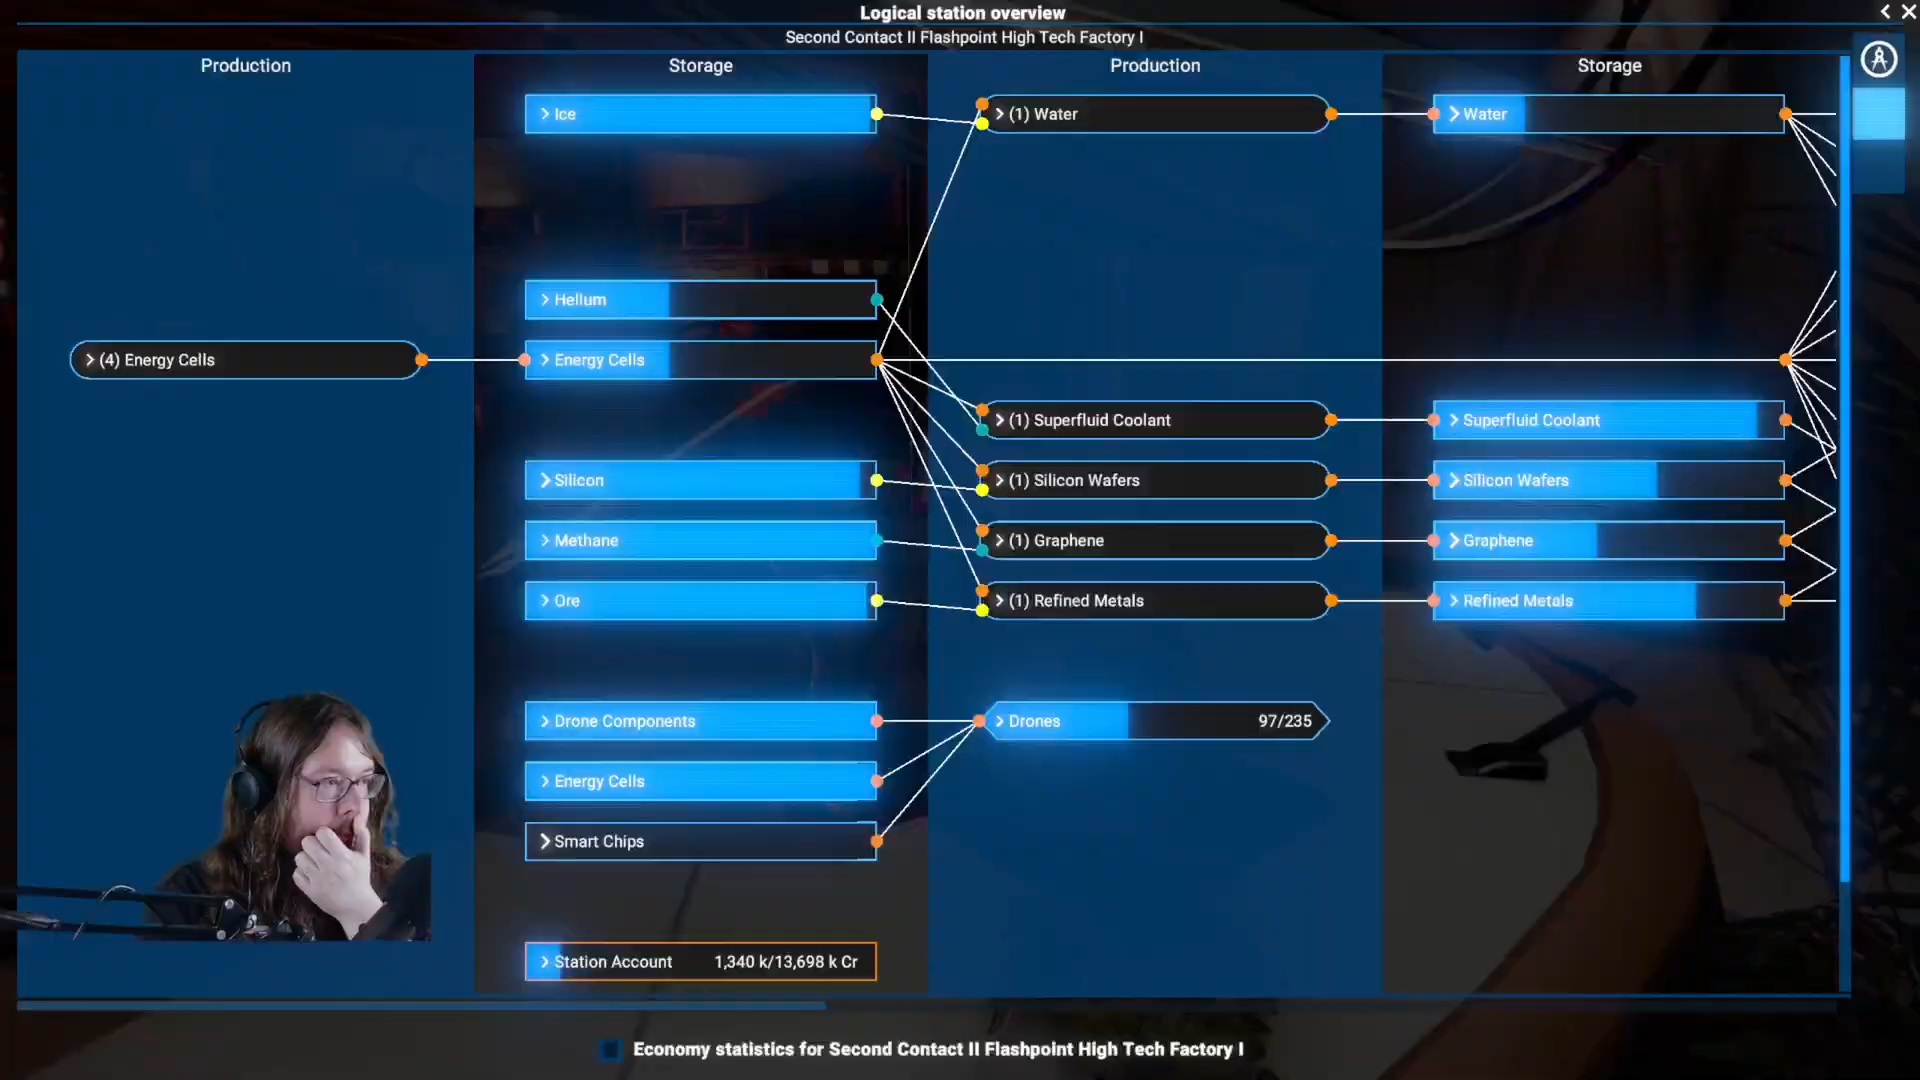 Logical station overview
Second Contact II Flashpoint High Tech Factory I
Production
Storage
Production
Storage
Ice
(1) Water
Water
Helium
(4) Energy Cells
Energy Cells
(1) Superfluid Coolant
Superfluid Coolant
Silicon
(1) Silicon Wafers
Silicon Wafers
Methane
(1) Graphene
Graphene
Ore
(1) Refined Metals
Refined Metals
Drone Components
Drones 97/235
Energy Cells
Smart Chips
Station Account 1,340 k/13,698 k Cr
Economy statistics for Second Contact II Flashpoint High Tech Factory I